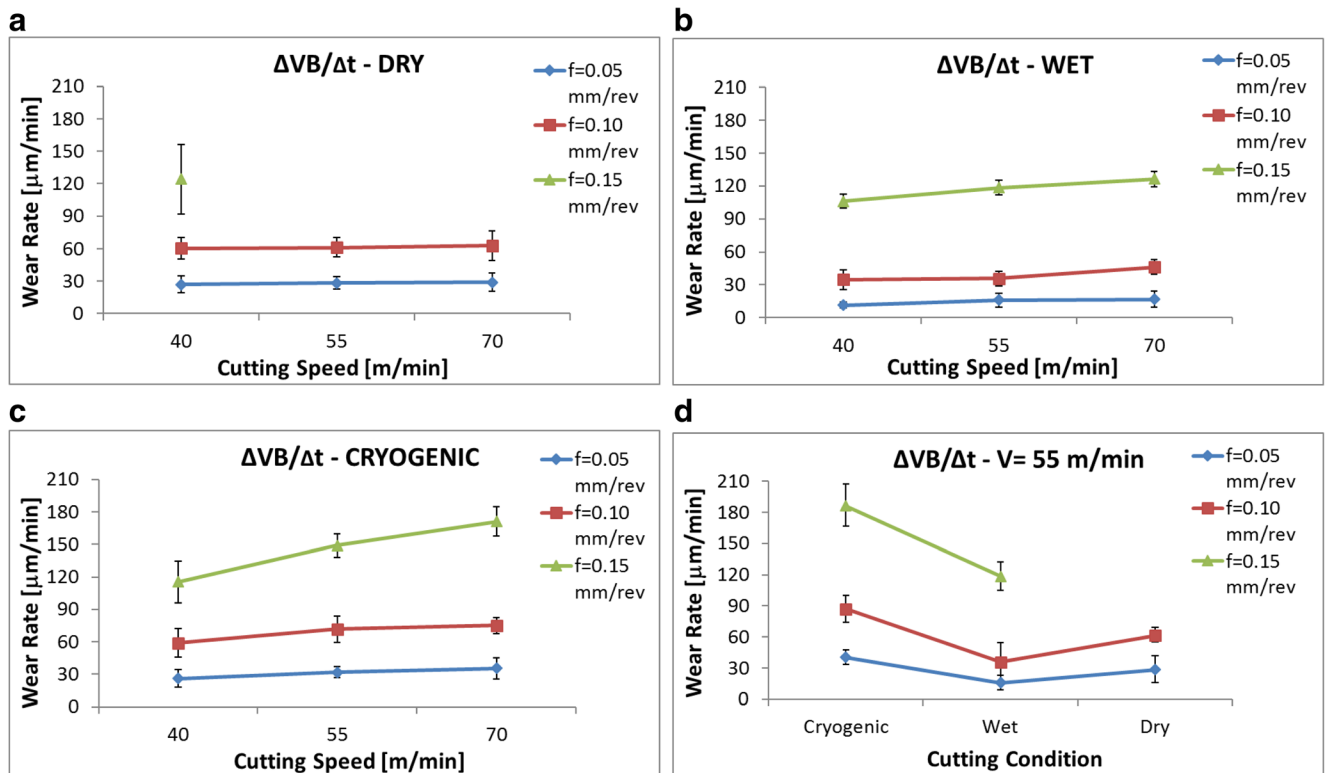 a
ΔVB/Δt - DRY
Wear Rate [μm/min]
210
180
150
120
90
60
30
0
40
55
70
Cutting Speed [m/min]
f=0.05
mm/rev
f=0.10
mm/rev
f=0.15
mm/rev
b
ΔVB/Δt - WET
Wear Rate [μm/min]
210
180
150
120
90
60
30
0
40
55
70
Cutting Speed [m/min]
f=0.05
mm/rev
f=0.10
mm/rev
f=0.15
mm/rev
c
ΔVB/Δt - CRYOGENIC
Wear Rate [μm/min]
210
180
150
120
90
60
30
0
40
55
70
Cutting Speed [m/min]
f=0.05
mm/rev
f=0.10
mm/rev
f=0.15
mm/rev
d
ΔVB/Δt - V= 55 m/min
Wear Rate [μm/min]
210
180
150
120
90
60
30
0
Cryogenic
Wet
Dry
Cutting Condition
f=0.05
mm/rev
f=0.10
mm/rev
f=0.15
mm/rev